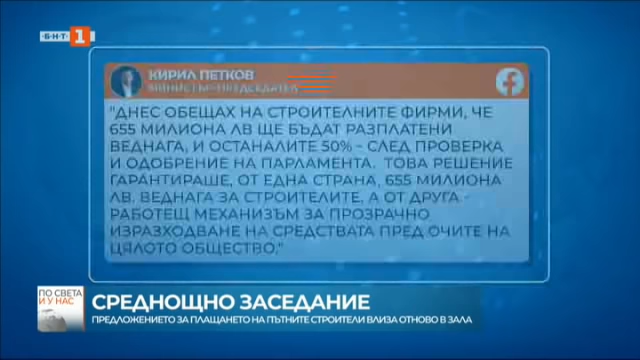 БНТ 1
КИРИЛ ПЕТКОВ
МИНИСТЪР-ПРЕДСЕДАТЕЛ
"ДНЕС ОБЕЩАХ НА СТРОИТЕЛНИТЕ ФИРМИ, ЧЕ
655 МИЛИОНА ЛВ ЩЕ БЪДАТ РАЗПЛАТЕНИ
ВЕДНАГА, И ОСТАНАЛИТЕ 50% - СЛЕД ПРОВЕРКА
И ОДОБРЕНИЕ НА ПАРЛАМЕНТА. ТОВА РЕШЕНИЕ
ГАРАНТИРАШЕ, ОТ ЕДНА СТРАНА, 655 МИЛИОНА
ЛВ. ВЕДНАГА ЗА СТРОИТЕЛИТЕ, А ОТ ДРУГА -
РАБОТЕЩ МЕХАНИЗЪМ ЗА ПРОЗРАЧНО
ИЗРАЗХОДВАНЕ НА СРЕДСТВАТА ПРЕД ОЧИТЕ НА
ЦЯЛОТО ОБЩЕСТВО."
ПО СВЕТА
И У НАС
СРЕДНОЩНО ЗАСЕДАНИЕ
ПРЕДЛОЖЕНИЕТО ЗА ПЛАЩАНЕТО НА ПЪТНИТЕ СТРОИТЕЛИ ВЛИЗА ОТНОВО В ЗАЛА